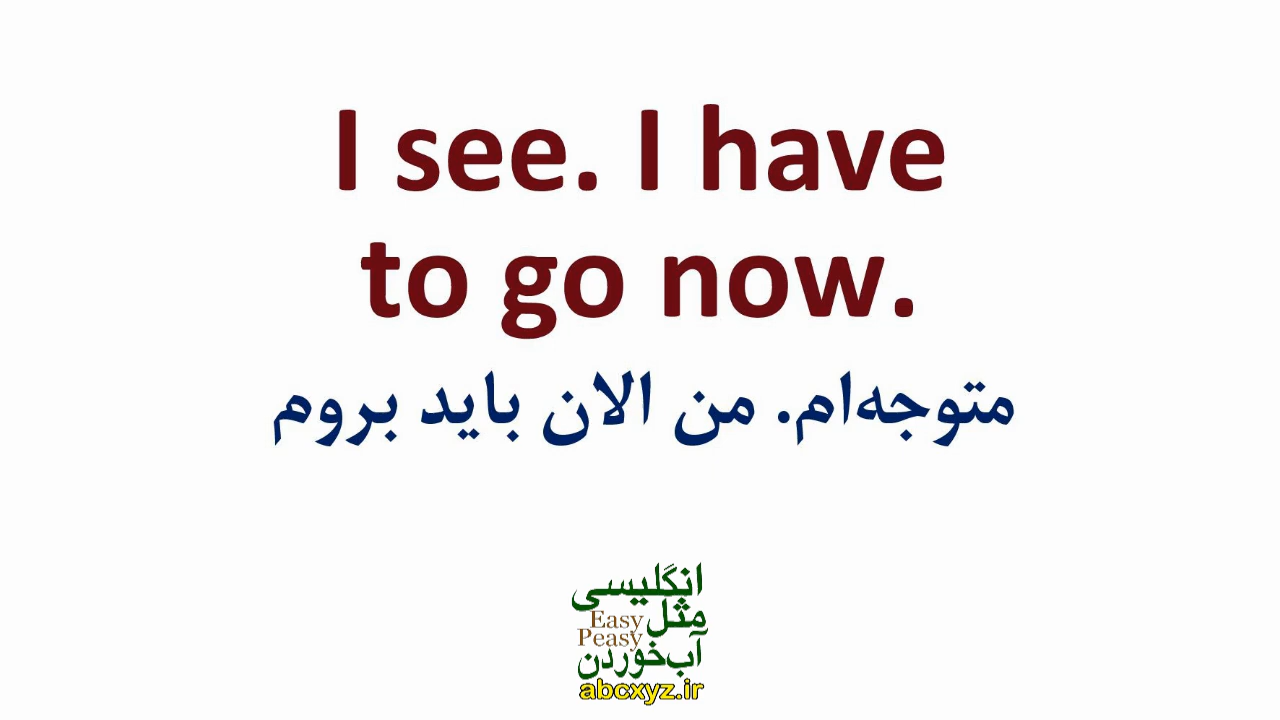 I see. I have
to go now.
متوجه‌ام. من الان باید بروم
انگلیسی
مثل
Easy
Peasy
آب‌خوردن
abcxyz.ir